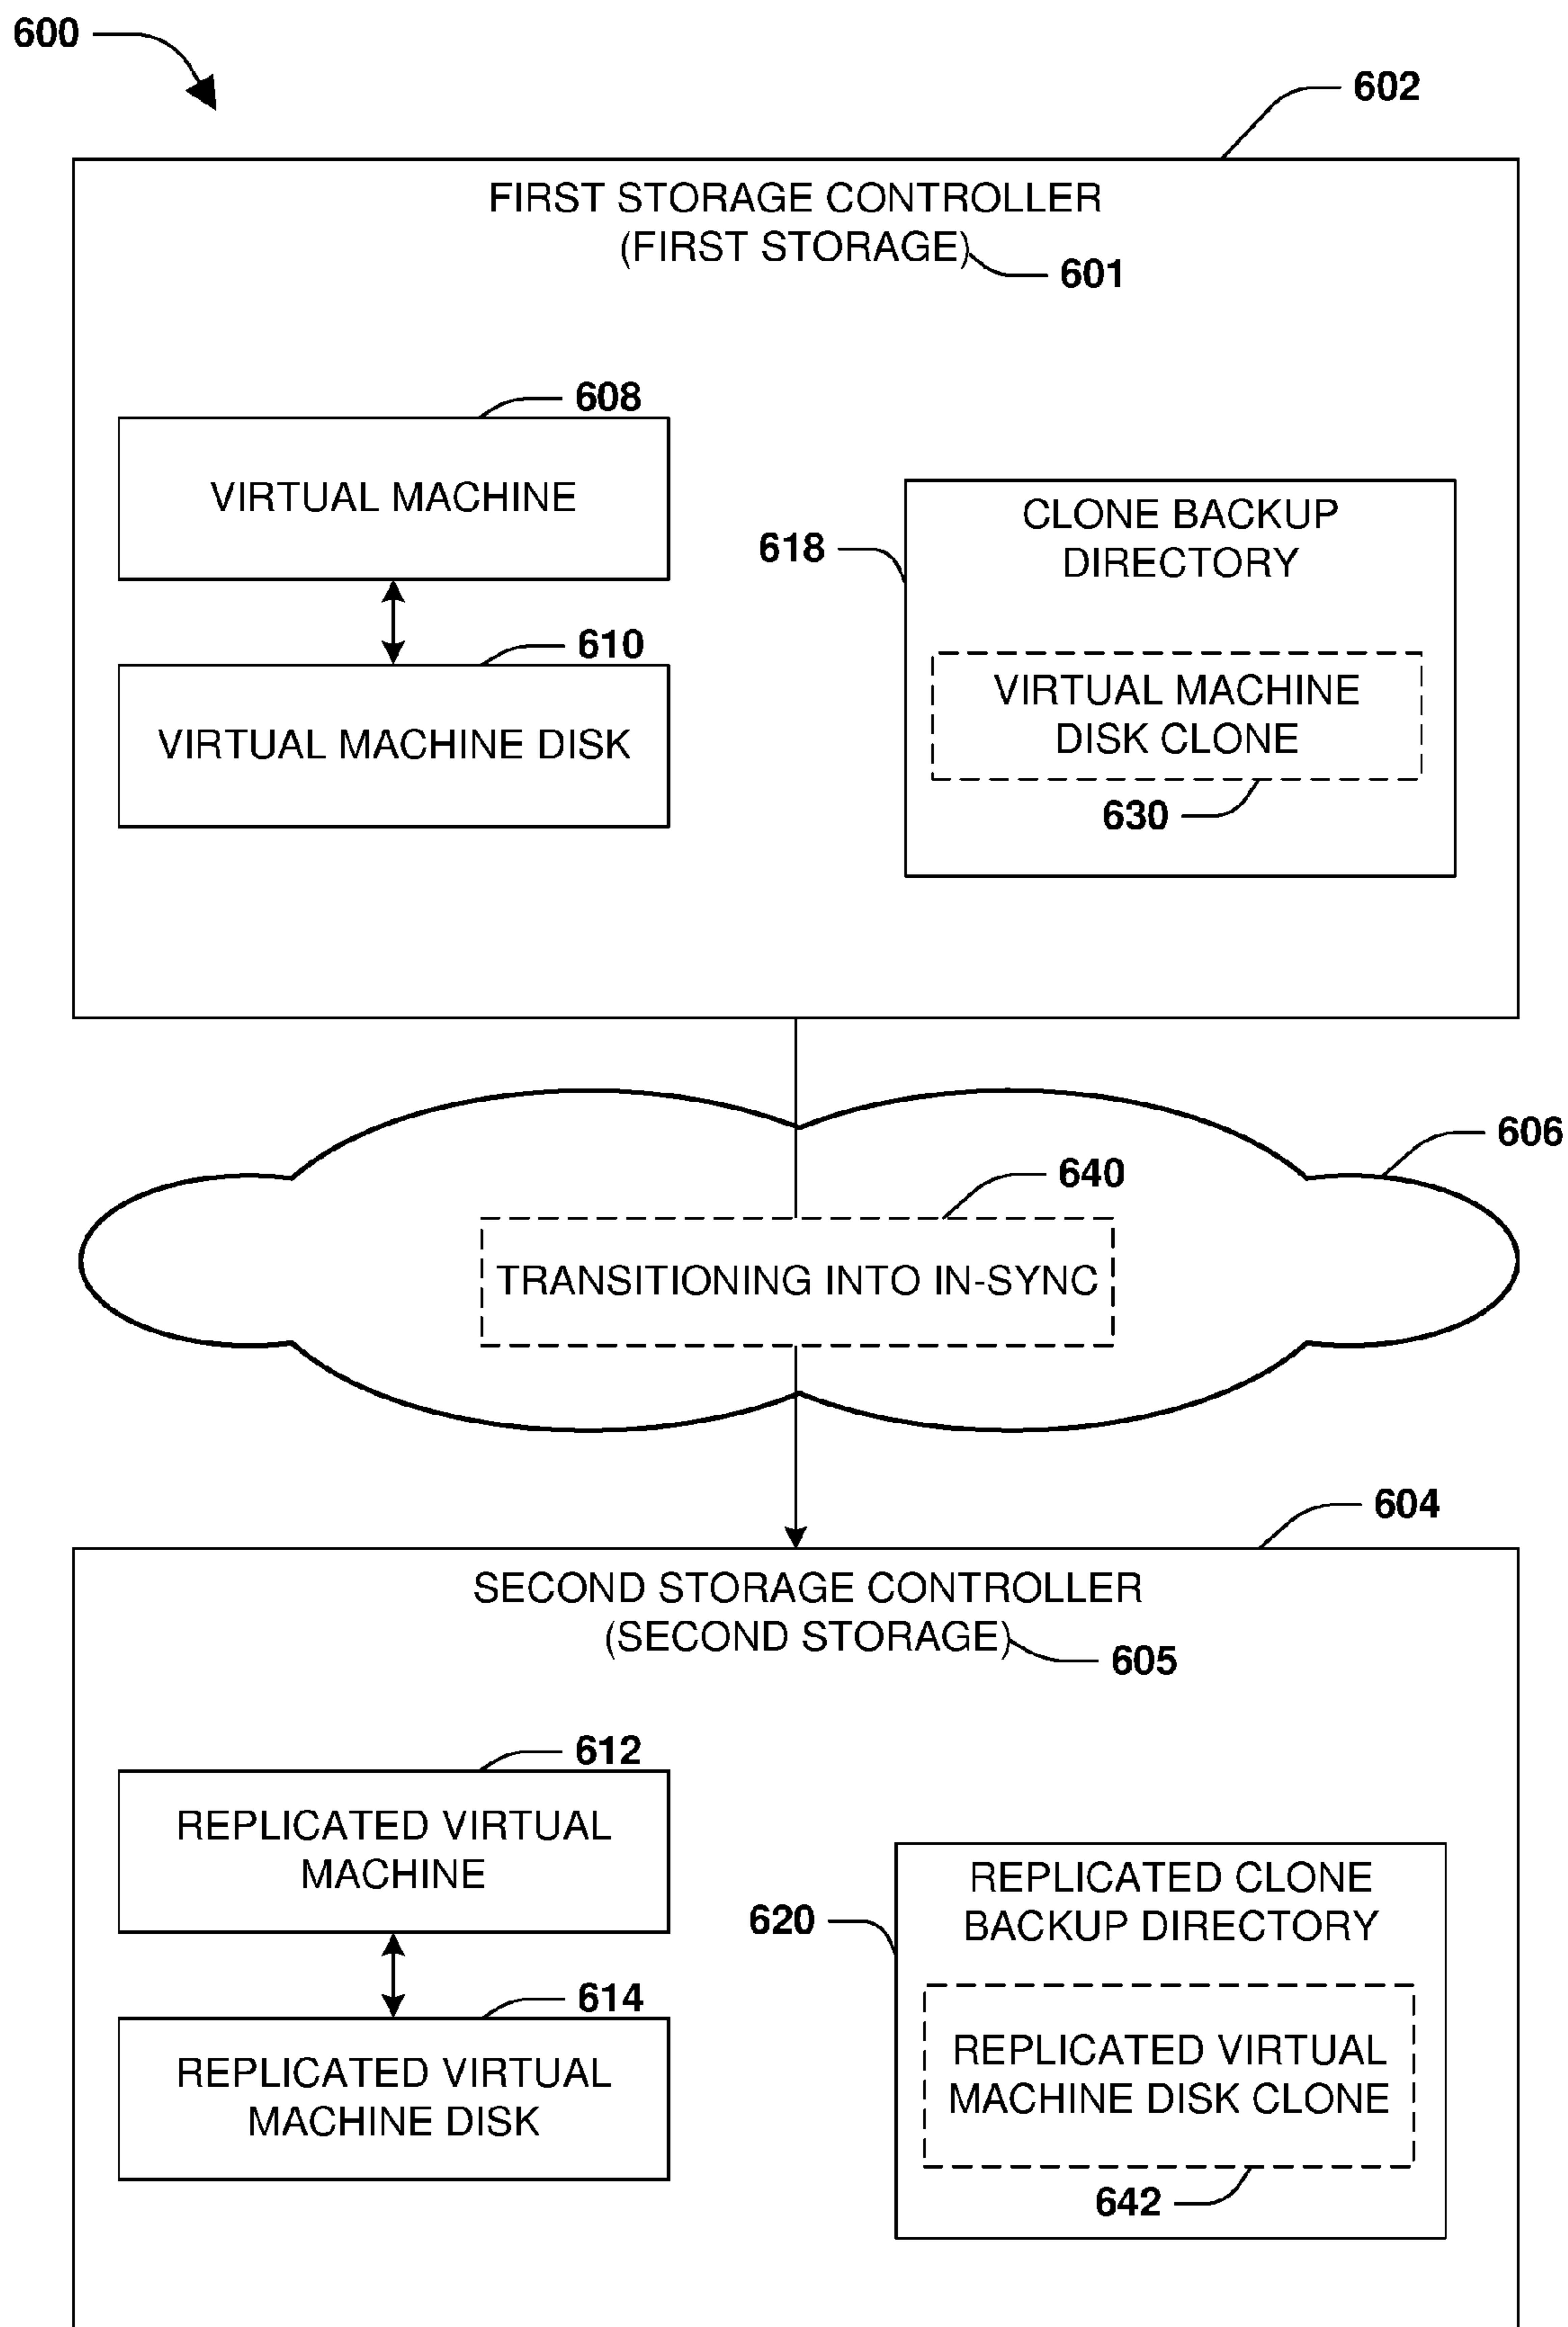 600
602
FIRST STORAGE CONTROLLER
(FIRST STORAGE)
601
608
VIRTUAL MACHINE
610
VIRTUAL MACHINE DISK
618
CLONE BACKUP
DIRECTORY
VIRTUAL MACHINE
DISK CLONE
630
606
640
TRANSITIONING INTO IN-SYNC
604
SECOND STORAGE CONTROLLER
(SECOND STORAGE)
605
612
REPLICATED VIRTUAL
MACHINE
614
REPLICATED VIRTUAL
MACHINE DISK
620
REPLICATED CLONE
BACKUP DIRECTORY
REPLICATED VIRTUAL
MACHINE DISK CLONE
642